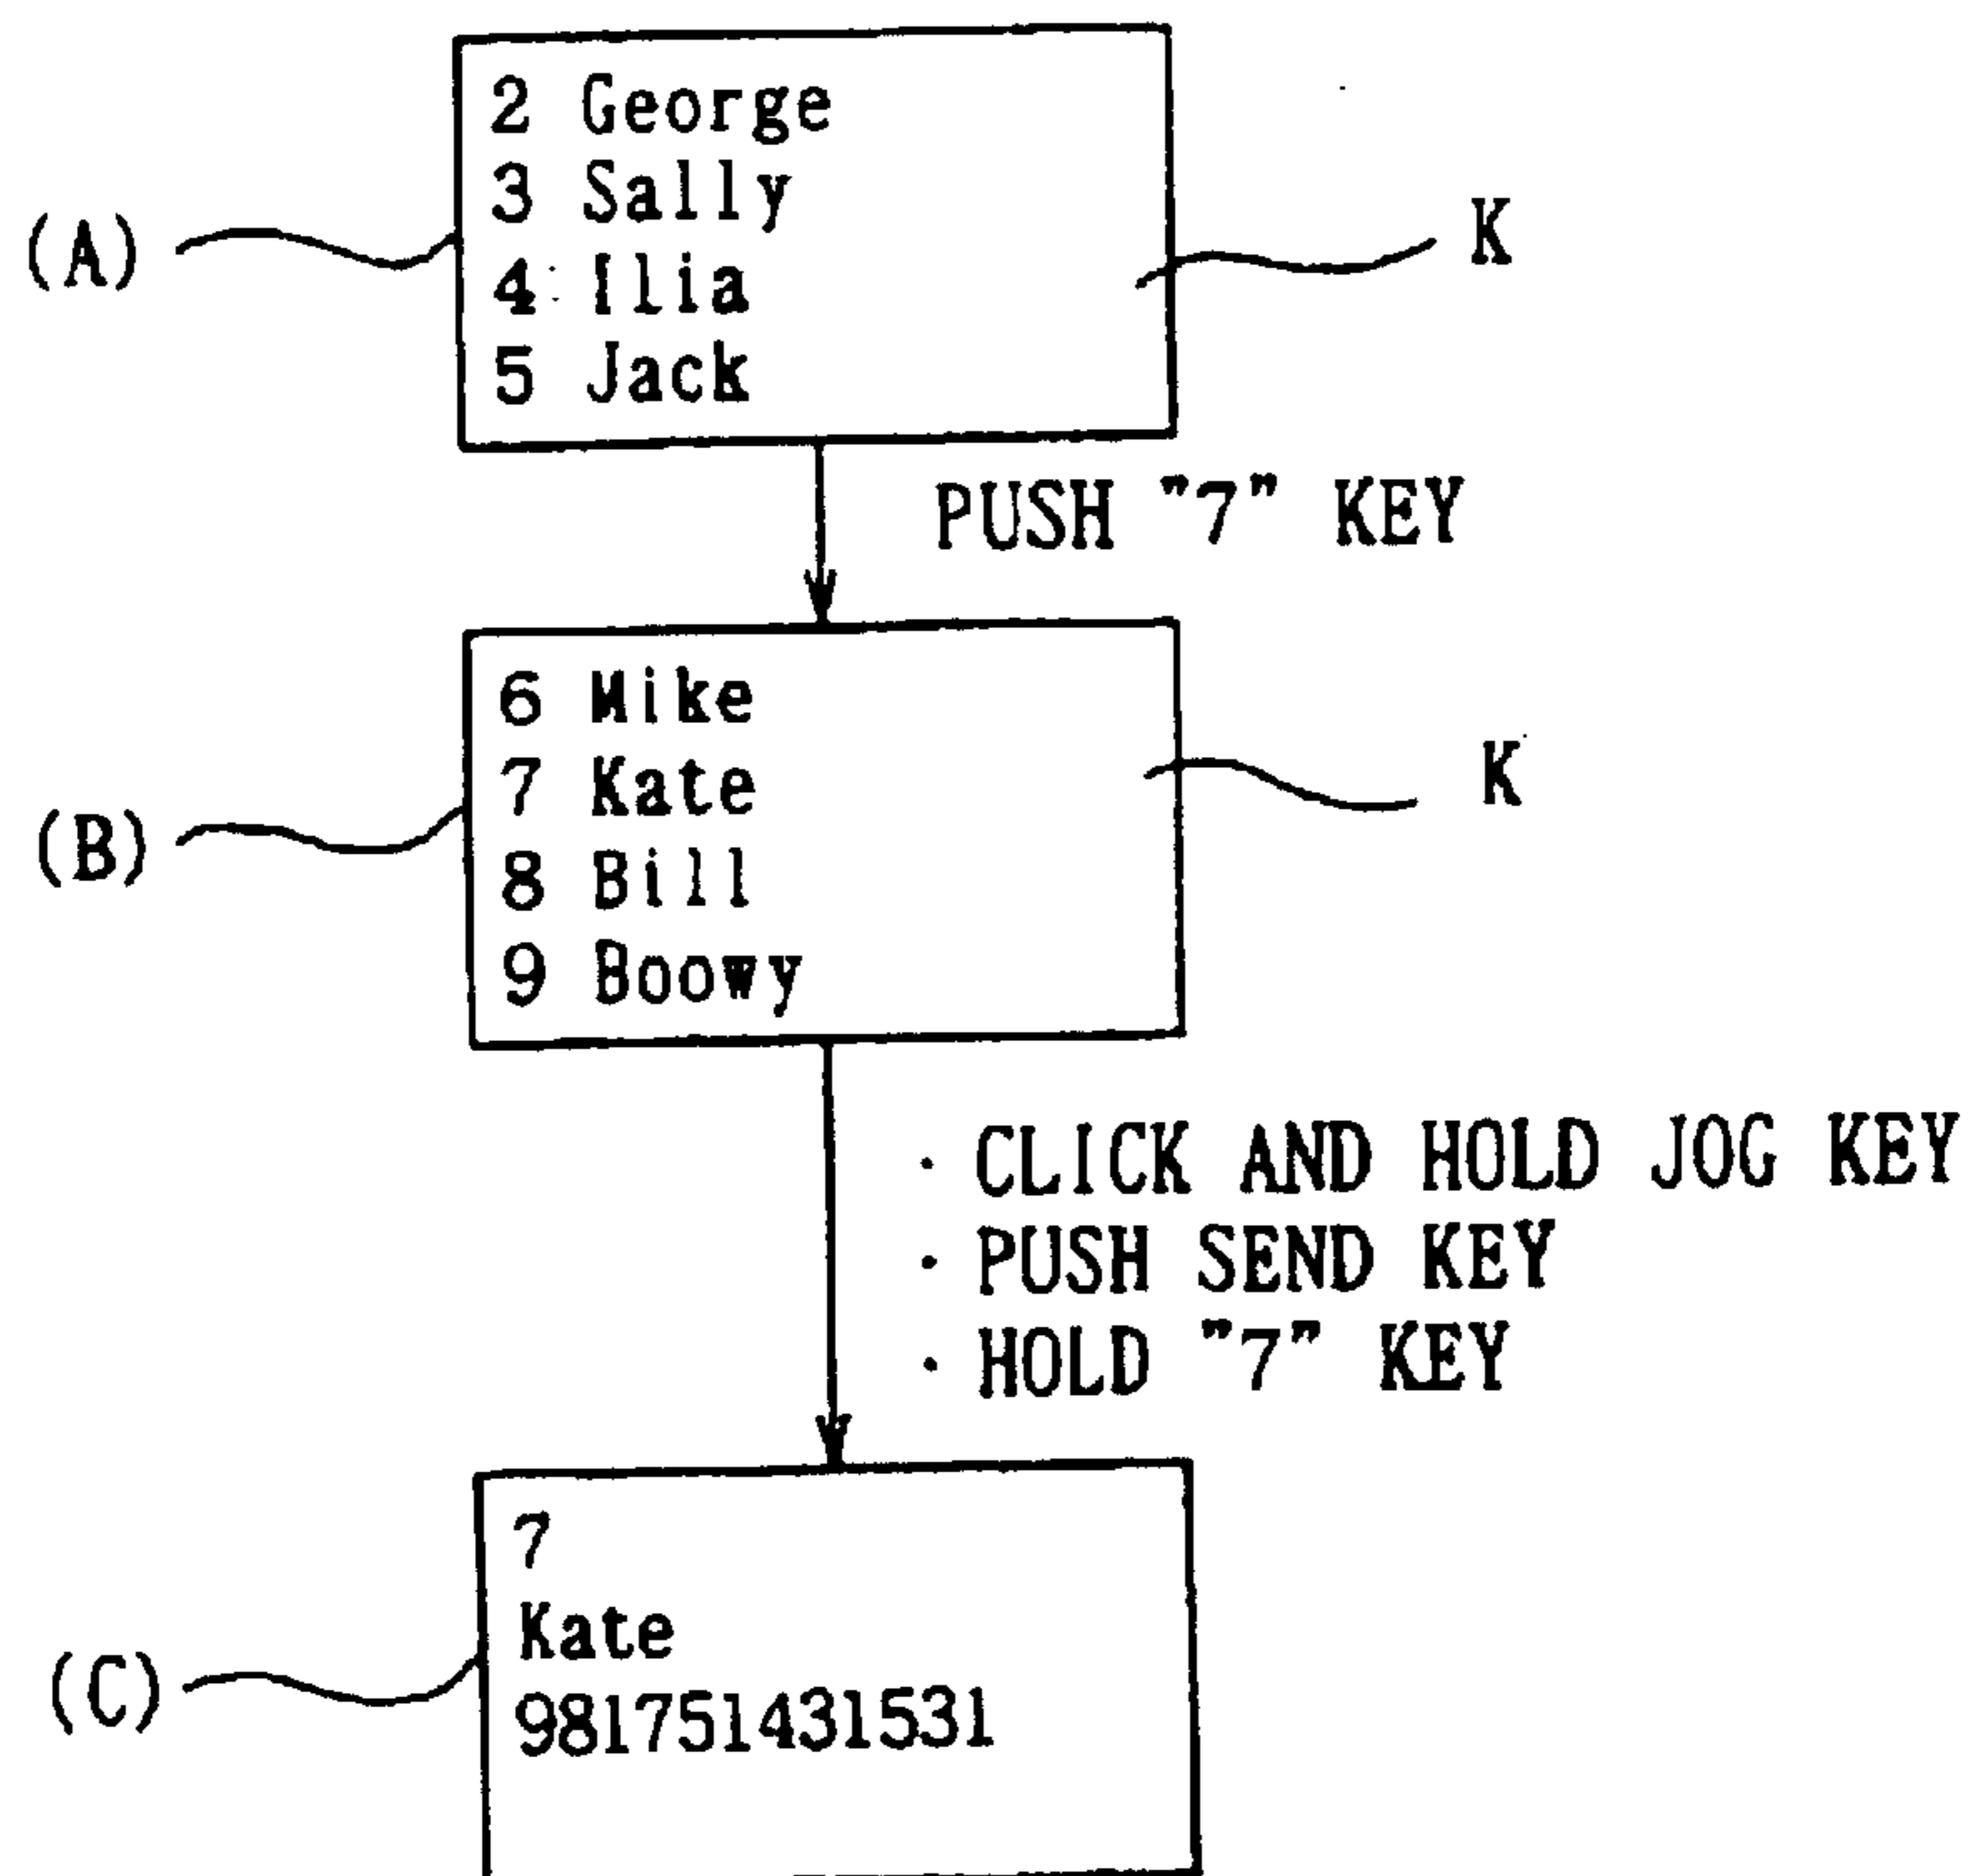 2 George
3 Sally
4 Ilia
5 Jack
(A)
K
PUSH "7" KEY
6 Mike
7 Kate
8 Bill
9 Boowy
(B)
K
· CLICK AND HOLD JOG KEY
· PUSH SEND KEY
· HOLD "7" KEY
7
Kate
981751431531
(C)